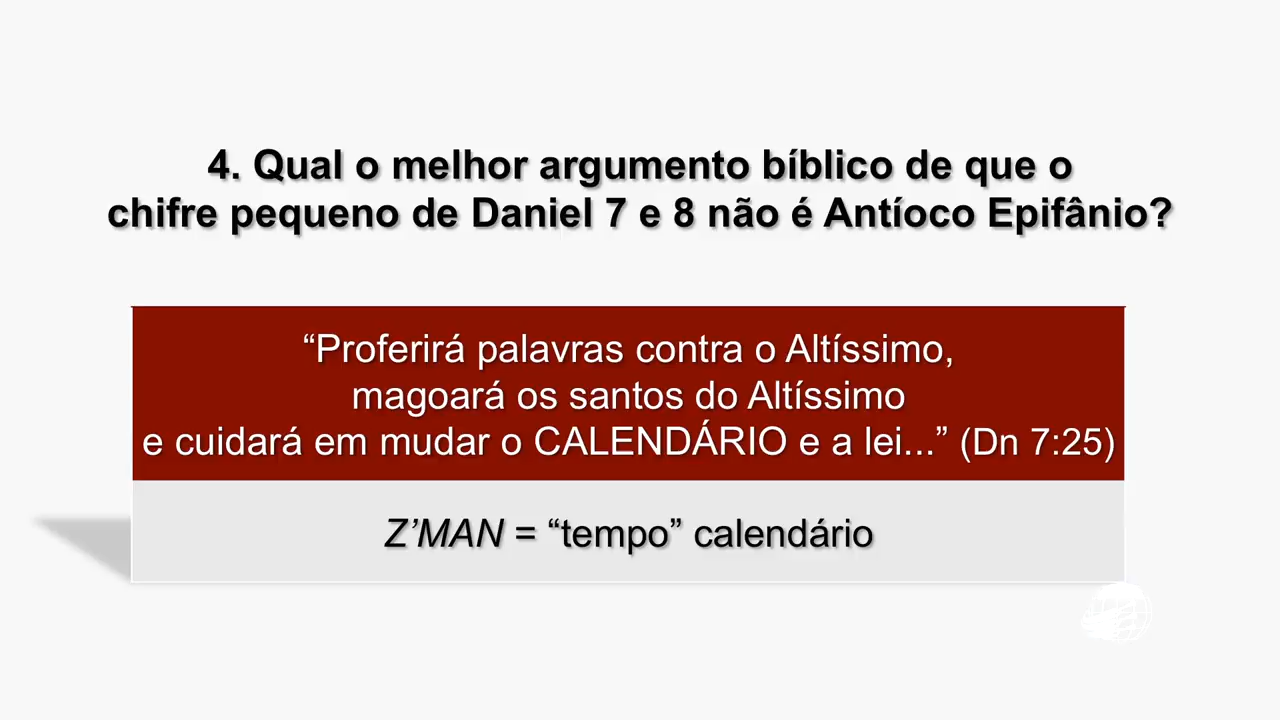 4. Qual o melhor argumento bíblico de que o
chifre pequeno de Daniel 7 e 8 não é Antíoco Epifânio?
“Proferirá palavras contra o Altíssimo,
magoará os santos do Altíssimo
e cuidará em mudar o CALENDÁRIO e a lei...” (Dn 7:25)
Z’MAN = “tempo” calendário